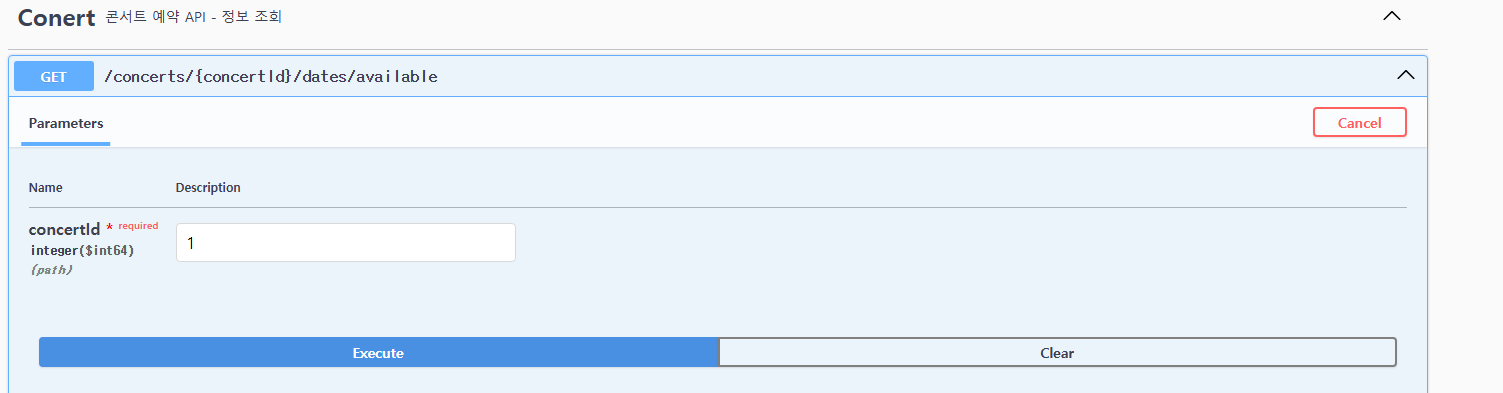 Conert 콘서트 예약 API - 정보 조회
GET /concerts/{concertId}/dates/available
Parameters Cancel
Name Description
concertId * required
integer($int64)
(path)
1
Execute Clear